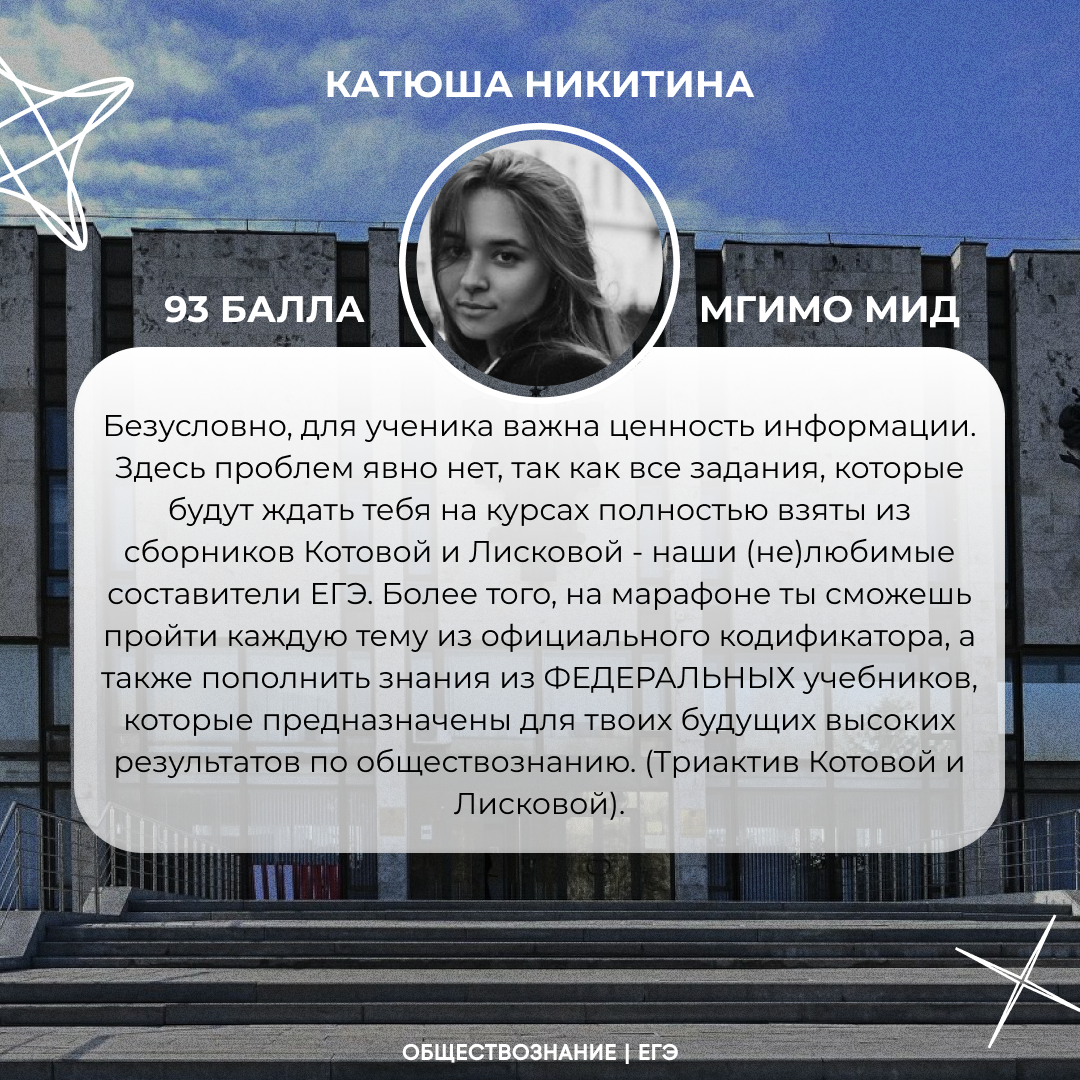 КАТЮША НИКИТИНА
93 БАЛЛА
МГИМО МИД
Безусловно, для ученика важна ценность информации.
Здесь проблем явно нет, так как все задания, которые
будут ждать тебя на курсах полностью взяты из
сборников Котовой и Лисковой - наши (не)любимые
составители ЕГЭ. Более того, на марафоне ты сможешь
пройти каждую тему из официального кодификатора, а
также пополнить знания из ФЕДЕРАЛЬНЫХ учебников,
которые предназначены для твоих будущих высоких
результатов по обществознанию. (Триактив Котовой и
Лисковой).
ОБЩЕСТВОЗНАНИЕ | ЕГЭ